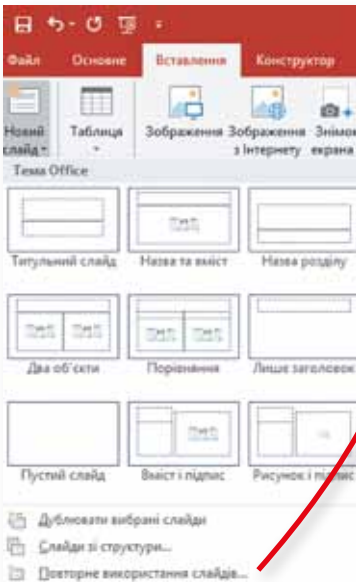 Файл Основне Вставлення Конструктор
Новий слайд Таблиця Зображення Зображення з Інтернету Знімок екрана
Тема Office
Титульний слайд Назва та вміст Назва розділу
Два об'єкти Порівняння Лише заголовок
Пустий слайд Вміст і підпис Рисунок і підпис
Дублювати вибрані слайди
Слайди зі структури...
Повторне використання слайдів...